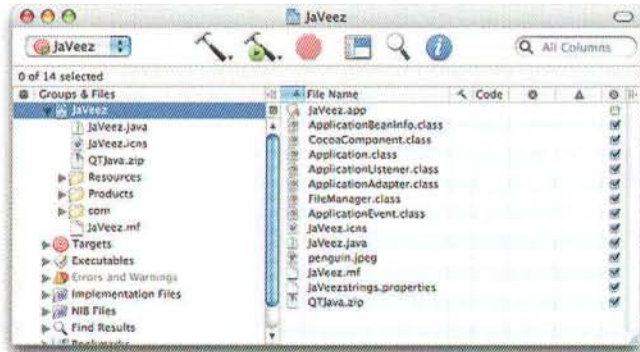 JaVeez
JaVeez
All Columns
0 of 14 selected
Groups & Files
JaVeez
JaVeez.java
JaVeez.icns
QTJava.zip
Resources
Products
com
JaVeez.mf
Targets
Executables
Errors and Warnings
Implementation Files
NIB Files
Find Results
Bookmarks
File Name
Code
JaVeez.app
ApplicationBeanInfo.class
CocoaComponent.class
Application.class
ApplicationListener.class
ApplicationAdapter.class
FileManager.class
ApplicationEvent.class
JaVeez.icns
JaVeez.java
penguin.jpeg
JaVeez.mf
JaVeezstrings.properties
QTJava.zip